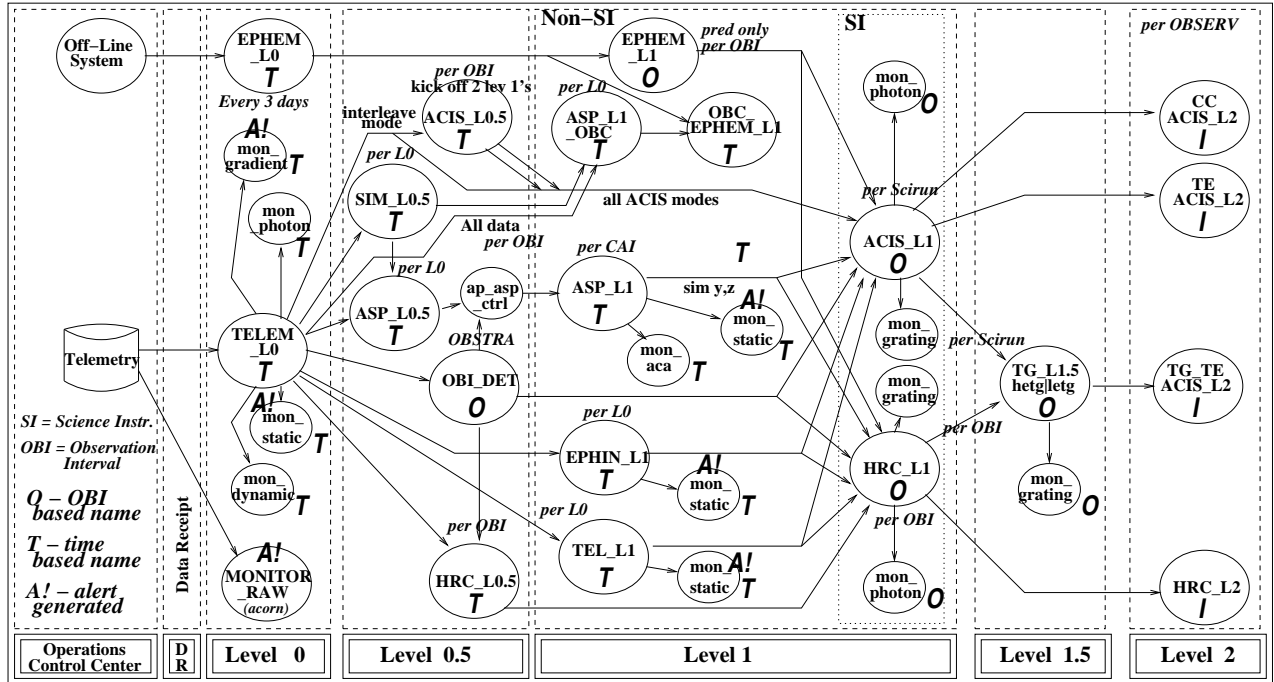 Off-Line
System
Telemetry
SI = Science Instr.
OBI = Observation
Interval
O – OBI
based name
T – time
based name
A! – alert
generated
Operations
Control Center
Data Receipt
D
R
EPHEM
_L0
T
Every 3 days
A!
mon_
gradient
T
mon
_photon
T
TELEM
_L0
T
A!
mon_
static
T
mon_
dynamic
T
A!
MONITOR
_RAW
(acorn)
Level 0
per OBI
kick off 2 lev 1's
interleave
mode
ACIS_L0.5
T
per L0
SIM_L0.5
T
All data
per OBI
per L0
ASP_L0.5
T
ap_asp_
ctrl
OBSTRA
OBI_DET
O
per OBI
HRC_L0.5
T
Level 0.5
Non-SI
EPHEM
_L1
O
pred only
per OBI
per L0
ASP_L1
_OBC
T
OBC_
EPHEM_L1
T
all ACIS modes
per CAI
ASP_L1
T
T
sim y,z
A!
mon_
static
T
mon_
aca
T
per L0
EPHIN_L1
T
A!
mon_
static
T
per L0
TEL_L1
T
mon_
static
A!
T
Level 1
SI
mon_
photon
O
per Scirun
ACIS_L1
O
mon_
grating
mon_
grating
HRC_L1
O
per OBI
mon_
photon
O
per Scirun
TG_L1.5
hetg|letg
O
per OBI
mon_
grating
O
Level 1.5
per OBSERV
CC
ACIS_L2
I
TE
ACIS_L2
I
TG_TE
ACIS_L2
I
HRC_L2
I
Level 2